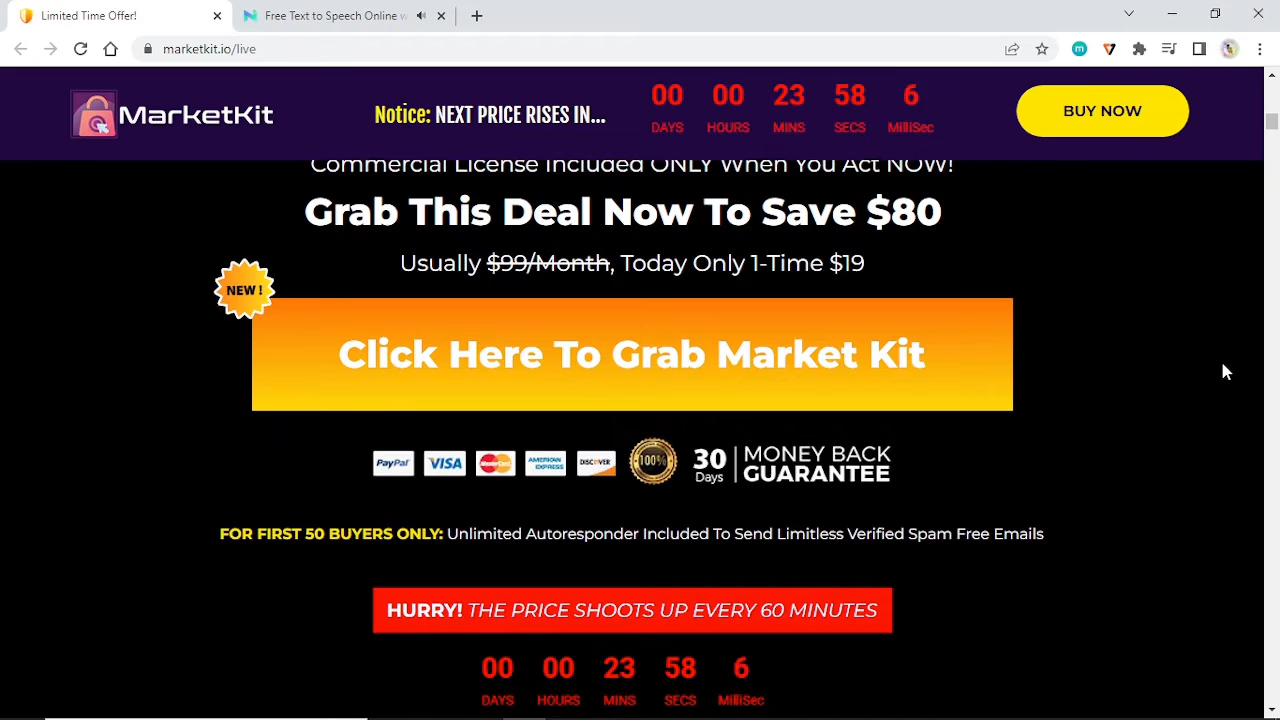 Limited Time Offer!
Free Text to Speech Online w
marketkit.io/live
MarketKit
Notice: NEXT PRICE RISES IN...
00 00 23 58 6
DAYS HOURS MINS SECS MilliSec
BUY NOW
Commercial License Included ONLY When You Act NOW!
Grab This Deal Now To Save $80
Usually $99/Month, Today Only 1-Time $19
NEW !
Click Here To Grab Market Kit
PayPal VISA MasterCard AMERICAN EXPRESS DISCOVER 100% 30 Days MONEY BACK GUARANTEE
FOR FIRST 50 BUYERS ONLY: Unlimited Autoresponder Included To Send Limitless Verified Spam Free Emails
HURRY! THE PRICE SHOOTS UP EVERY 60 MINUTES
00 00 23 58 6
DAYS HOURS MINS SECS MilliSec